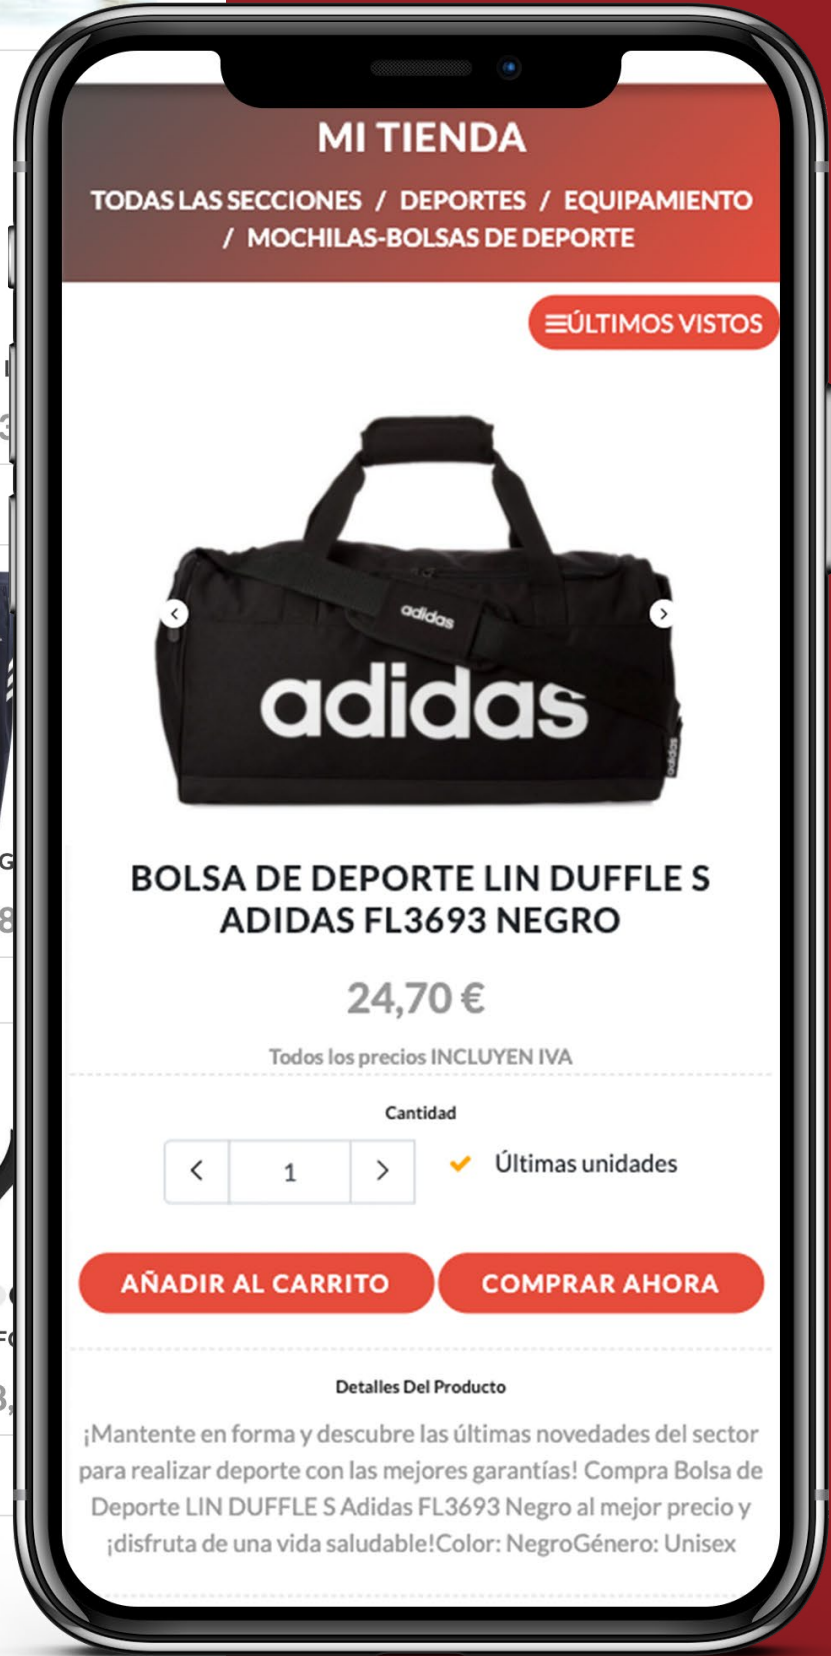 MI TIENDA
TODAS LAS SECCIONES / DEPORTES / EQUIPAMIENTO
/ MOCHILAS-BOLSAS DE DEPORTE
ÚLTIMOS VISTOS
adidas
adidas
adidas
BOLSA DE DEPORTE LIN DUFFLE S
ADIDAS FL3693 NEGRO
24,70 €
Todos los precios INCLUYEN IVA
Cantidad
1
Últimas unidades
AÑADIR AL CARRITO
COMPRAR AHORA
Detalles Del Producto
¡Mantente en forma y descubre las últimas novedades del sector
para realizar deporte con las mejores garantías! Compra Bolsa de
Deporte LIN DUFFLE S Adidas FL3693 Negro al mejor precio y
¡disfruta de una vida saludable!Color: NegroGénero: Unisex